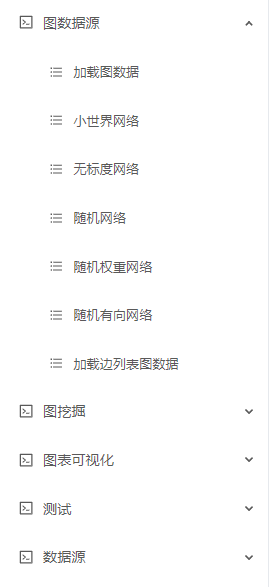 图数据源
加载图数据
小世界网络
无标度网络
随机网络
随机权重网络
随机有向网络
加载边列表图数据
图挖掘
图表可视化
测试
数据源